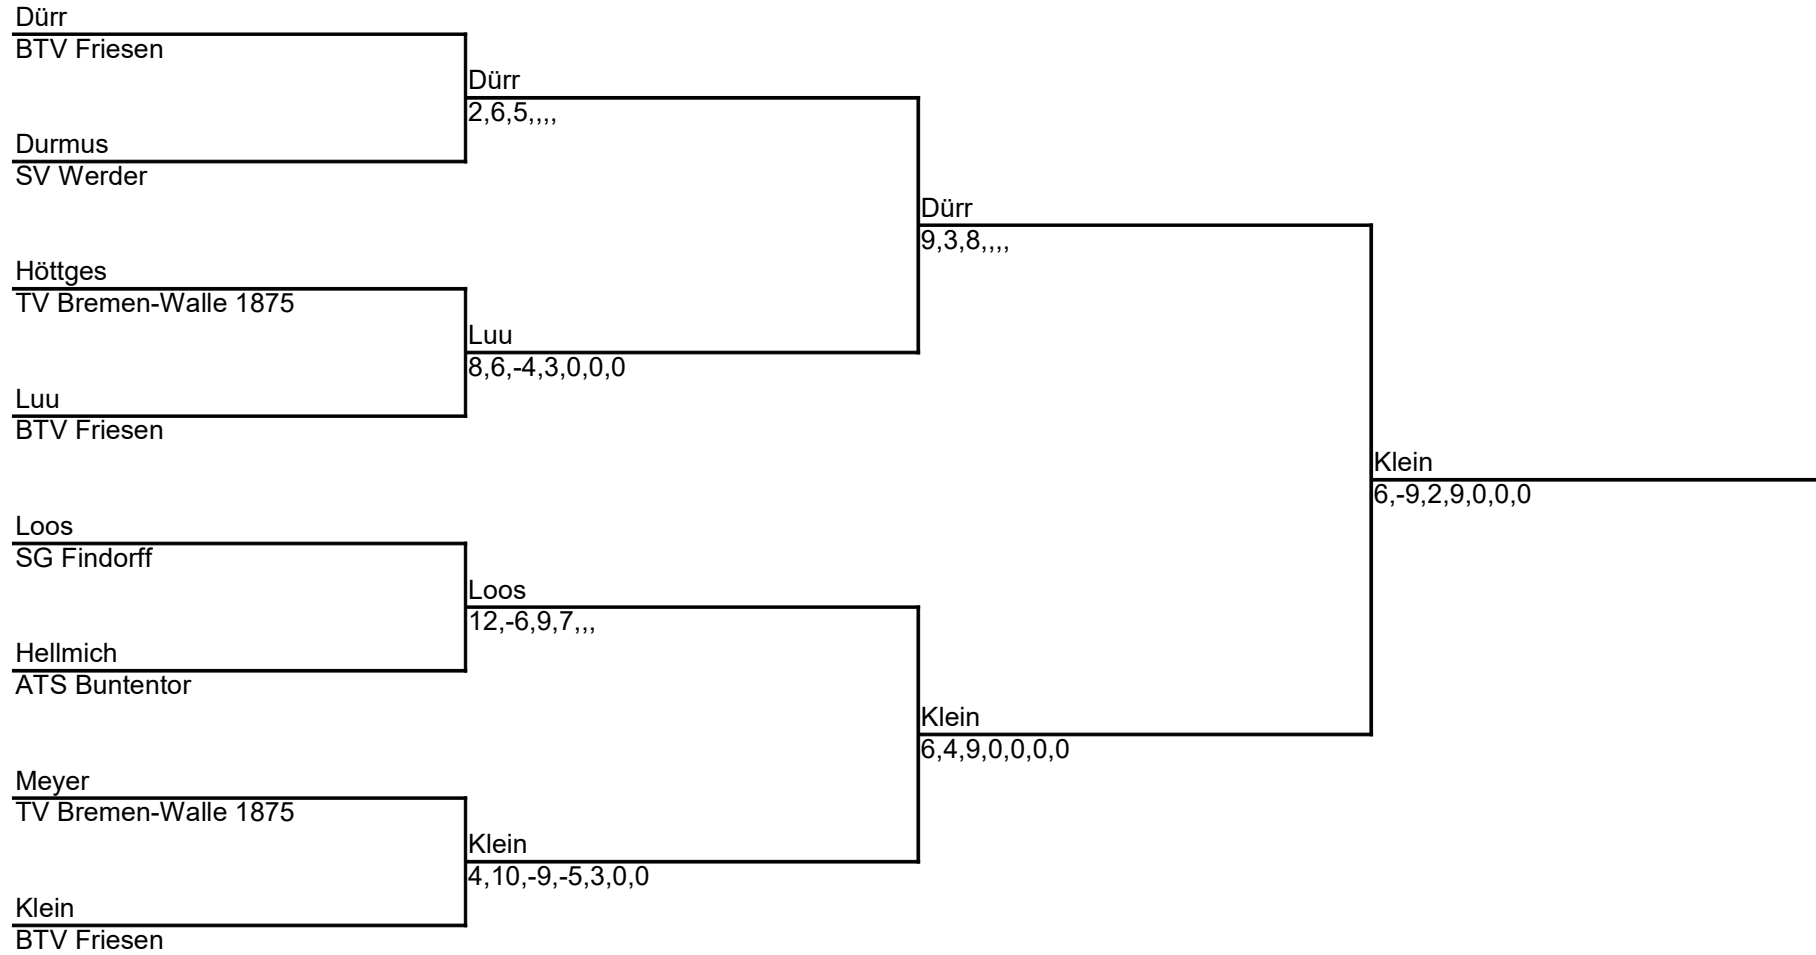 Dürr
BTV Friesen
Dürr
2,6,5,,,,
Durmus
SV Werder
Dürr
9,3,8,,,,
Höttges
TV Bremen-Walle 1875
Luu
8,6,-4,3,0,0,0
Luu
BTV Friesen
Klein
6,-9,2,9,0,0,0
Loos
SG Findorff
Loos
12,-6,9,7,,,
Hellmich
ATS Buntentor
Klein
6,4,9,0,0,0,0
Meyer
TV Bremen-Walle 1875
Klein
4,10,-9,-5,3,0,0
Klein
BTV Friesen